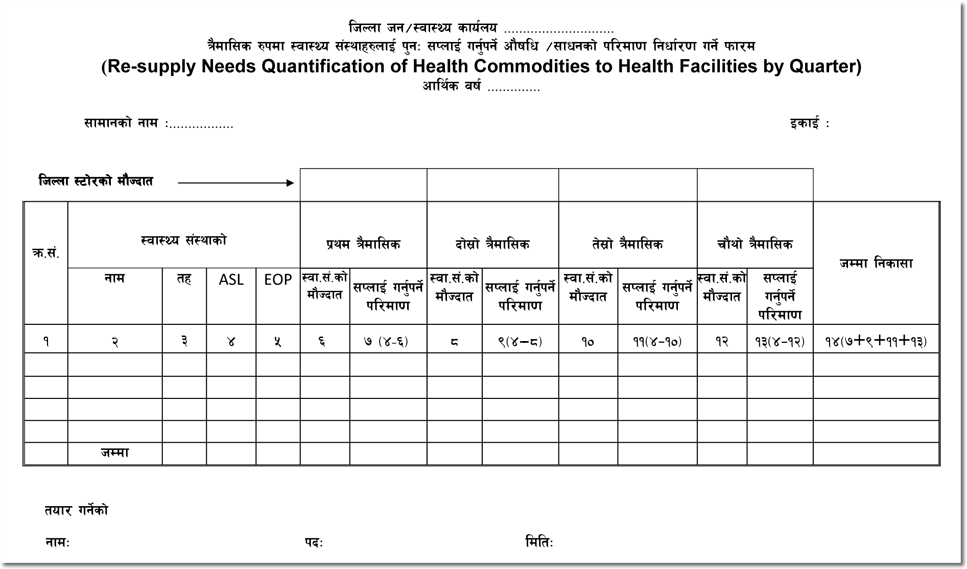 जिल्ला जन/स्वास्थ्य कार्यलय .............................
त्रैमासिक रुपमा स्वास्थ्य संस्थाहरुलाई पुनः सप्लाई गर्नुपर्ने औषधि /साधनको परिमाण निर्धारण गर्ने फारम
(Re-supply Needs Quantification of Health Commodities to Health Facilities by Quarter)
आर्थिक वर्ष ..............
सामानको नाम :................. इकाई :
जिल्ला स्टोरको मौज्दात
क्र.सं. स्वास्थ्य संस्थाको प्रथम त्रैमासिक दोस्रो त्रैमासिक तेस्रो त्रैमासिक चौथो त्रैमासिक जम्मा निकासा
नाम तह ASL EOP स्वा.सं.को मौज्दात सप्लाई गर्नुपर्ने परिमाण स्वा.सं.को मौज्दात सप्लाई गर्नुपर्ने परिमाण स्वा.सं.को मौज्दात सप्लाई गर्नुपर्ने परिमाण स्वा.सं.को मौज्दात सप्लाई गर्नुपर्ने परिमाण
१ २ ३ ४ ५ ६ ७ (४-६) ८ ९(४–८) १० ११(४-१०) १२ १३(४-१२) १४(७+९+११+१३)
जम्मा
तयार गर्नेको
नामः पदः मितिः